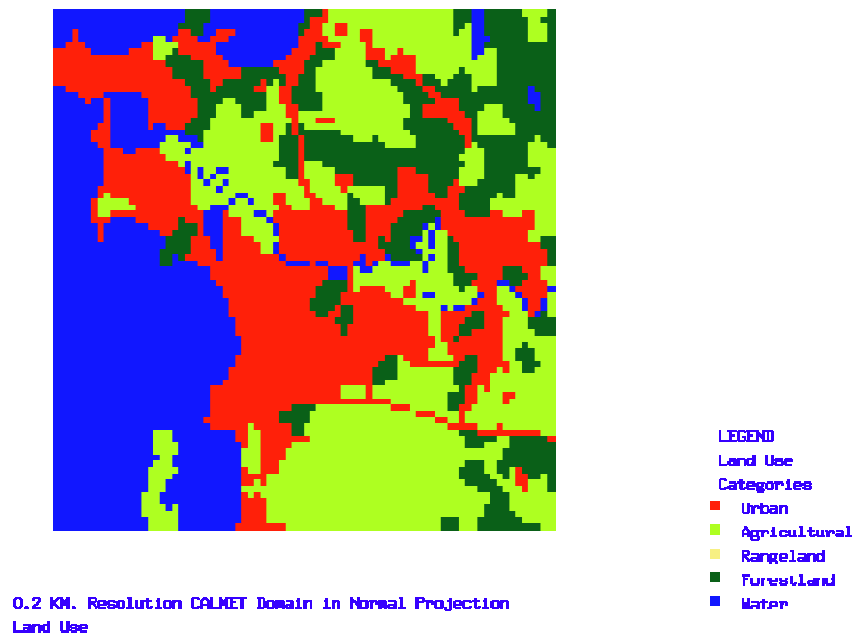 LEGEND
Land Use
Categories
Urban
Agricultural
Rangeland
Forestland
Water
0.2 KM. Resolution CALMET Domain in Normal Projection
Land Use